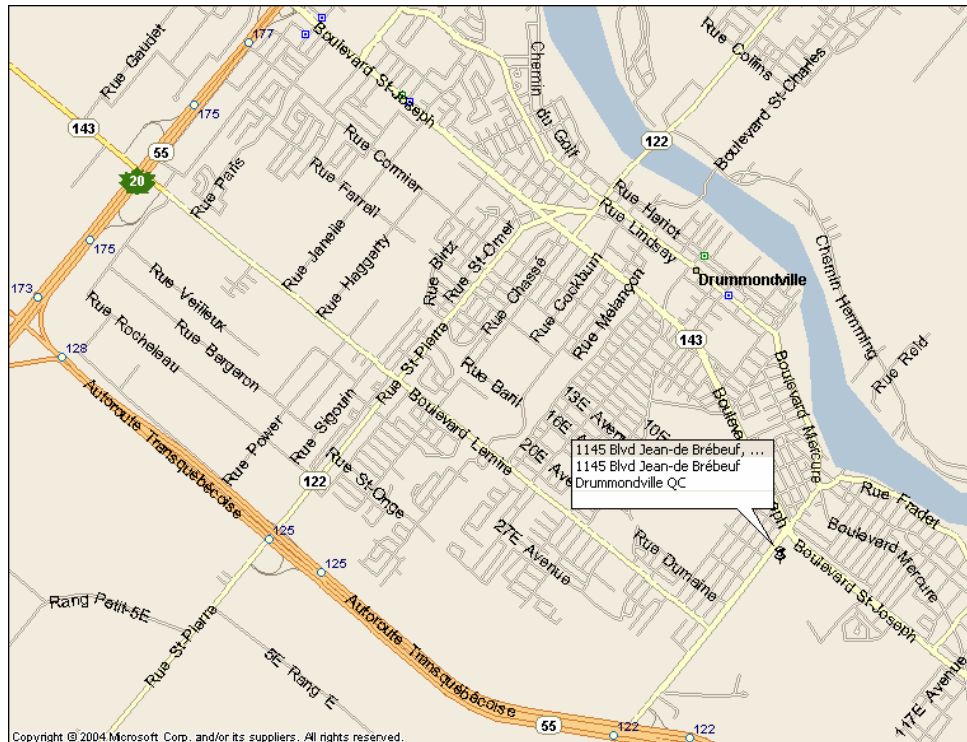 177
Boulevard St-Joseph
Rue Gaudet
Chemin du Golf
Rue Collins
Boulevard St-Charles
175
143
55
122
20
Rue Paris
Rue Cormier
Rue Farrell
Rue Janelle
Rue Haggerty
Rue Birtz
Rue St-Omer
Rue Chassé
Rue Cockburn
Rue Melançon
Rue Heriot
Rue Lindsay
Drummondville
Chemin Hemming
Rue Reid
175
173
128
Rue Veilleux
Rue Bergeron
Rue Rocheleau
Rue St-Pierre
Rue Baril
143
13E Avenue
16E A
20E Ave
10E
Boulevard Mercure
Boulevard Lemire
Autoroute Transquébécoise
Rue Power
Rue Sigouin
Rue St-Onge
122
1145 Blvd Jean-de Brébeuf, ...
1145 Blvd Jean-de Brébeuf
Drummondville QC
Rue Fradet
Boulevard Mercure
27E Avenue
Rue Dumaine
Boulevard St-Joseph
125
125
Rang Petit-5E
Rue St-Pierre
5E Rang E
Autoroute Transquébécoise
55
122
122
117E Avenue
Copyright © 2004 Microsoft Corp. and/or its suppliers. All rights reserved.